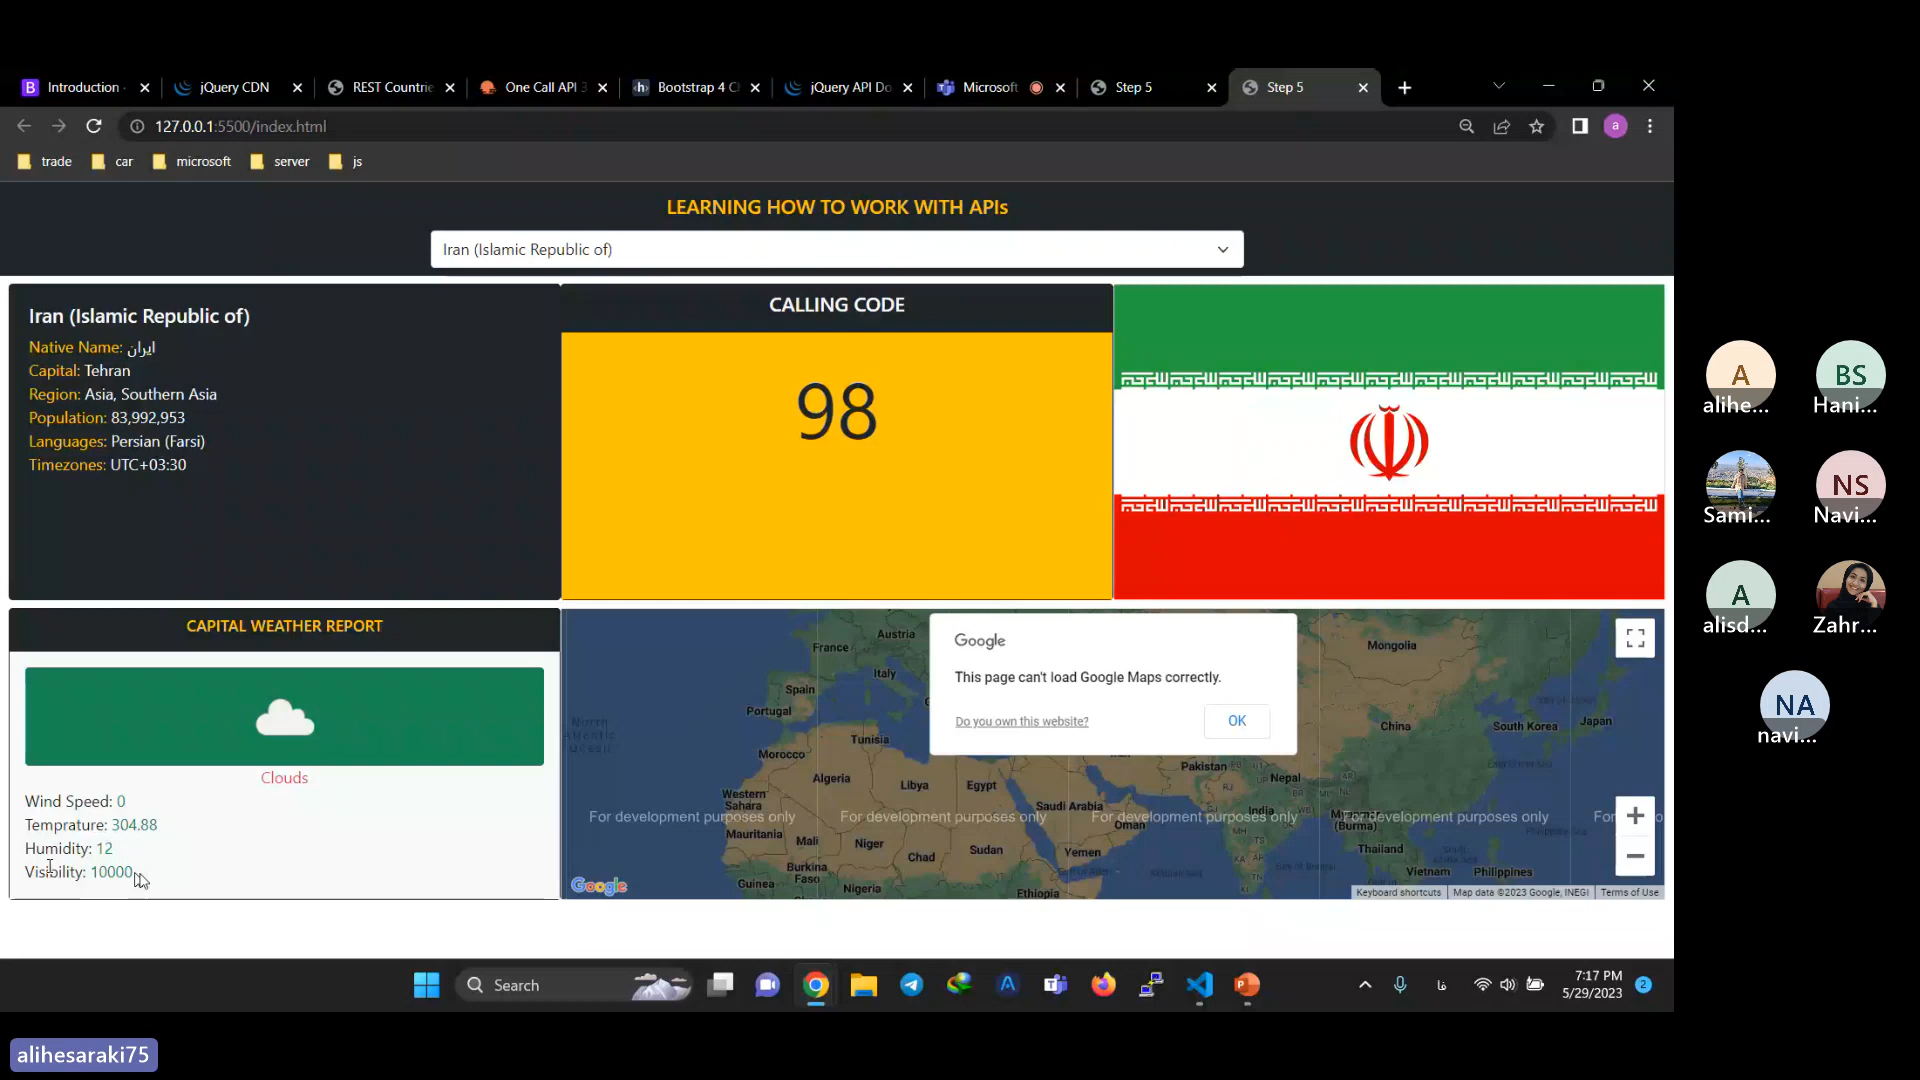 Introduction
jQuery CDN
REST Countrie
One Call API 3
Bootstrap 4 C
jQuery API Do
Microsoft
Step 5
Step 5
127.0.0.1:5500/index.html
a
trade
car
microsoft
server
js
LEARNING HOW TO WORK WITH APIs
Iran (Islamic Republic of)
Iran (Islamic Republic of)
Native Name: ایران
Capital: Tehran
Region: Asia, Southern Asia
Population: 83,992,953
Languages: Persian (Farsi)
Timezones: UTC+03:30
CALLING CODE
98
CAPITAL WEATHER REPORT
Clouds
Wind Speed: 0
Temprature: 304.88
Humidity: 12
Visibility: 10000
Google
This page can't load Google Maps correctly.
Do you own this website?
OK
Austria
France
Mongolia
Italy
Spain
Portugal
China
South Korea
Japan
Tunisia
Morocco
Pakistan
Nepal
Algeria
Libya
Egypt
Western
Sahara
Saudi Arabia
India
For development purposes only
For development purposes only
For development purposes only
For development purposes only
Oman
Myanmar
(Burma)
Mauritania
Mali
Niger
Chad
Sudan
Yemen
Thailand
Burkina
Faso
Guinea
Nigeria
Ethiopia
Vietnam
Philippines
Google
Keyboard shortcuts
Map data ©2023 Google, INEGI
Terms of Use
A
alihe...
BS
Hani...
Sami...
NS
Navi...
A
alisd...
Zahr...
NA
navi...
Search
فا
7:17 PM
5/29/2023
2
alihesaraki75